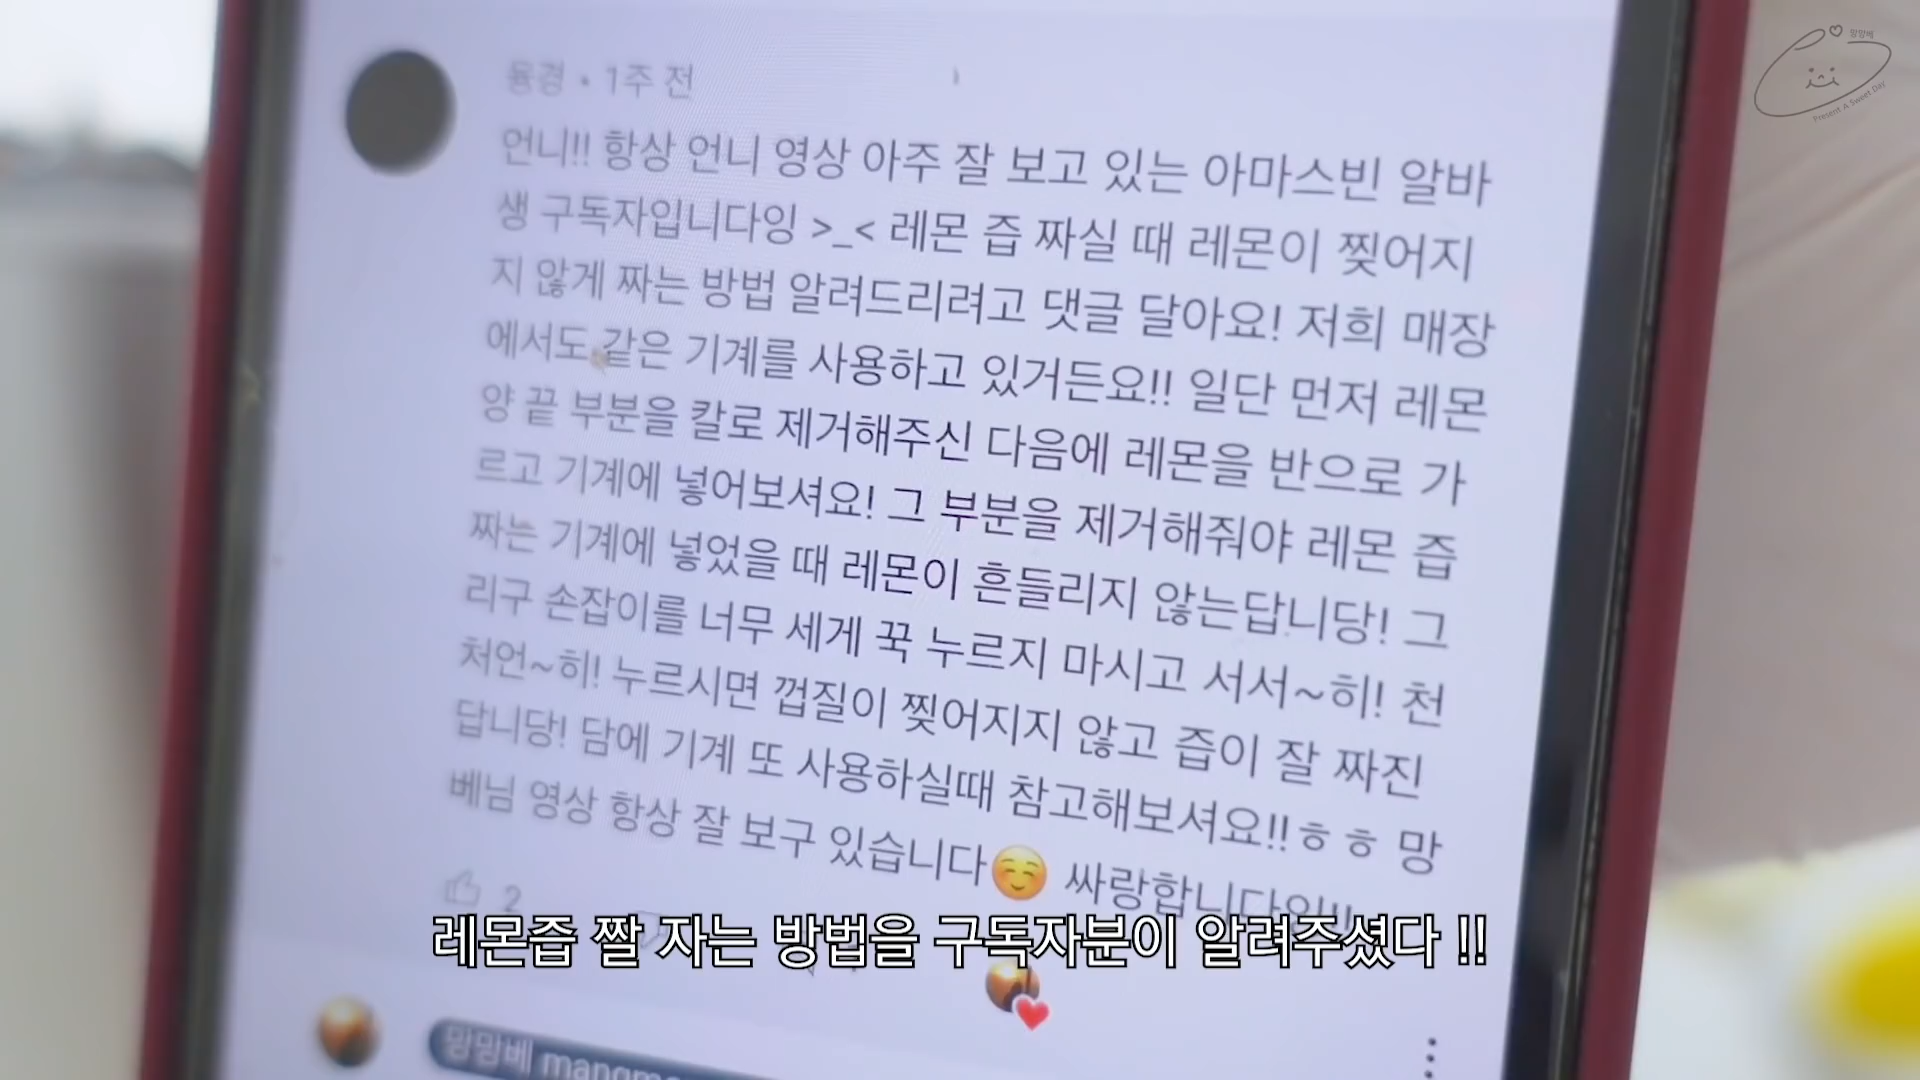 망망베
Present A Sweet Day
융경 • 1주 전
언니!! 항상 언니 영상 아주 잘 보고 있는 아마스빈 알바
생 구독자입니다잉 >_< 레몬 즙 짜실 때 레몬이 찢어지
지 않게 짜는 방법 알려드리려고 댓글 달아요! 저희 매장
에서도 같은 기계를 사용하고 있거든요!! 일단 먼저 레몬
양 끝 부분을 칼로 제거해주신 다음에 레몬을 반으로 가
르고 기계에 넣어보셔요! 그 부분을 제거해줘야 레몬 즙
짜는 기계에 넣었을 때 레몬이 흔들리지 않는답니당! 그
리구 손잡이를 너무 세게 꾹 누르지 마시고 서서~히! 천
처언~히! 누르시면 껍질이 찢어지지 않고 즙이 잘 짜진
답니당! 담에 기계 또 사용하실때 참고해보셔요!!ㅎㅎ 망
베님 영상 항상 잘 보구 있습니다☺️ 싸랑합니다잉!!
2
레몬즙 짤 자는 방법을 구독자분이 알려주셨다 !!
망망베